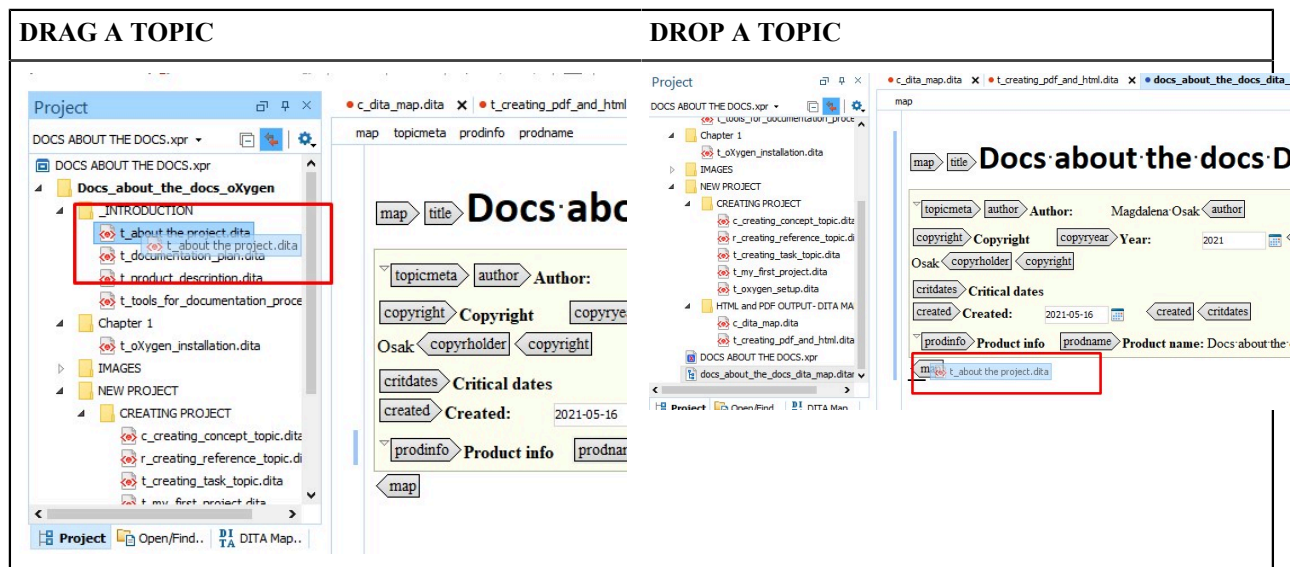 DRAG A TOPIC
DROP A TOPIC
Project
DOCS ABOUT THE DOCS.xpr
DOCS ABOUT THE DOCS.xpr
Docs_about_the_docs_oXygen
_INTRODUCTION
t_about the project.dita
t_about the project.dita
t_documentation_plan.dita
t_product_description.dita
t_tools_for_documentation_proce
Chapter 1
t_oXygen_installation.dita
IMAGES
NEW PROJECT
CREATING PROJECT
c_creating_concept_topic.dita
r_creating_reference_topic.di
t_creating_task_topic.dita
t_my_first_project.dita
Project Open/Find.. DITA Map..
c_dita_map.dita t_creating_pdf_and_html
map topicmeta prodinfo prodname
map title Docs·abo
topicmeta author Author:
copyright Copyright copyryea
Osak copyrholder copyright
critdates Critical dates
created Created: 2021-05-16
prodinfo Product info prodnar
map
Project
DOCS ABOUT THE DOCS.xpr
t_tools_for_documentation_proce
Chapter 1
t_oXygen_installation.dita
IMAGES
NEW PROJECT
CREATING PROJECT
c_creating_concept_topic.dita
r_creating_reference_topic.di
t_creating_task_topic.dita
t_my_first_project.dita
t_oxygen_setup.dita
HTML and PDF OUTPUT- DITA MA
c_dita_map.dita
t_creating_pdf_and_html.dita
DOCS ABOUT THE DOCS.xpr
docs_about_the_docs_dita_map.ditar
Project Open/Find DITA Map
c_dita_map.dita t_creating_pdf_and_html.dita docs_about_the_docs_dita_
map
map title Docs·about·the·docs·D
topicmeta author Author: Magdalena·Osak author
copyright Copyright copyryear Year: 2021
Osak copyrholder copyright
critdates Critical dates
created Created: 2021-05-16 created critdates
prodinfo Product info prodname Product name: Docs·about·the·
map t_about the project.dita